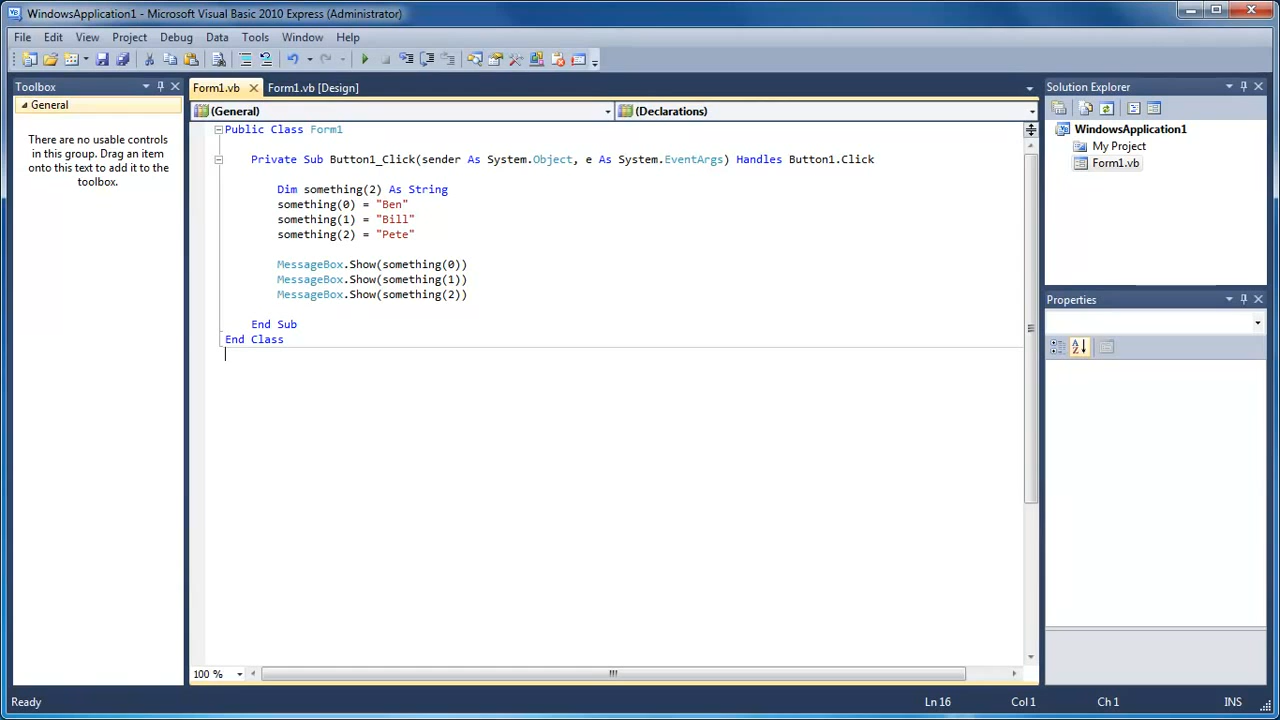 WindowsApplication1 - Microsoft Visual Basic 2010 Express (Administrator)
File Edit View Project Debug Data Tools Window Help
Toolbox
General
There are no usable controls
in this group. Drag an item
onto this text to add it to the
toolbox.
Form1.vb
Form1.vb [Design]
(General)
(Declarations)
Public Class Form1
Private Sub Button1_Click(sender As System.Object, e As System.EventArgs) Handles Button1.Click
Dim something(2) As String
something(0) = "Ben"
something(1) = "Bill"
something(2) = "Pete"
MessageBox.Show(something(0))
MessageBox.Show(something(1))
MessageBox.Show(something(2))
End Sub
End Class
100 %
Solution Explorer
WindowsApplication1
My Project
Form1.vb
Properties
Ready
Ln 16 Col 1 Ch 1 INS